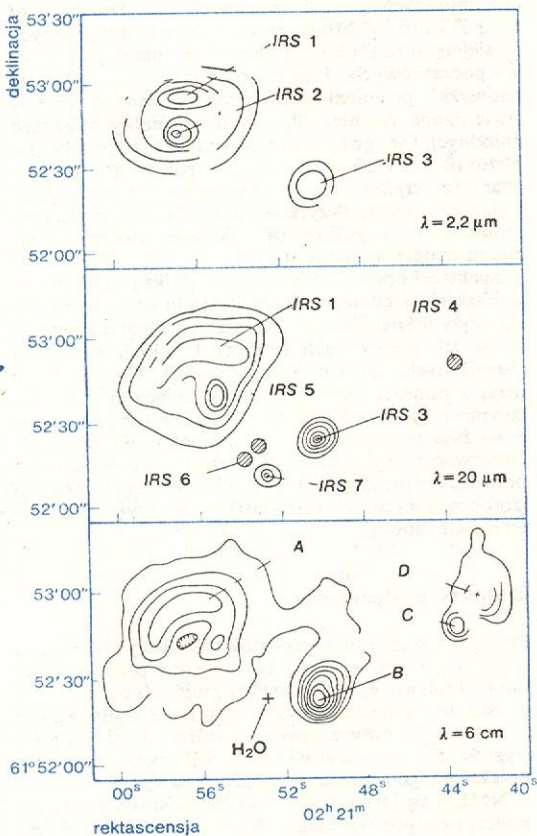 deklinacja
53'30"
53'00"
52'30"
52'00"
IRS 1
IRS 2
IRS 3
λ=2,2 μm
53'00"
52'30"
52'00"
IRS 1
IRS 4
IRS 5
IRS 3
IRS 6
IRS 7
λ=20 μm
53'00"
52'30"
61°52'00"
A
D
C
B
H₂O
λ=6 cm
00ˢ 56ˢ 52ˢ 48ˢ 44ˢ 40ˢ
02ʰ 21ᵐ
rektascensja